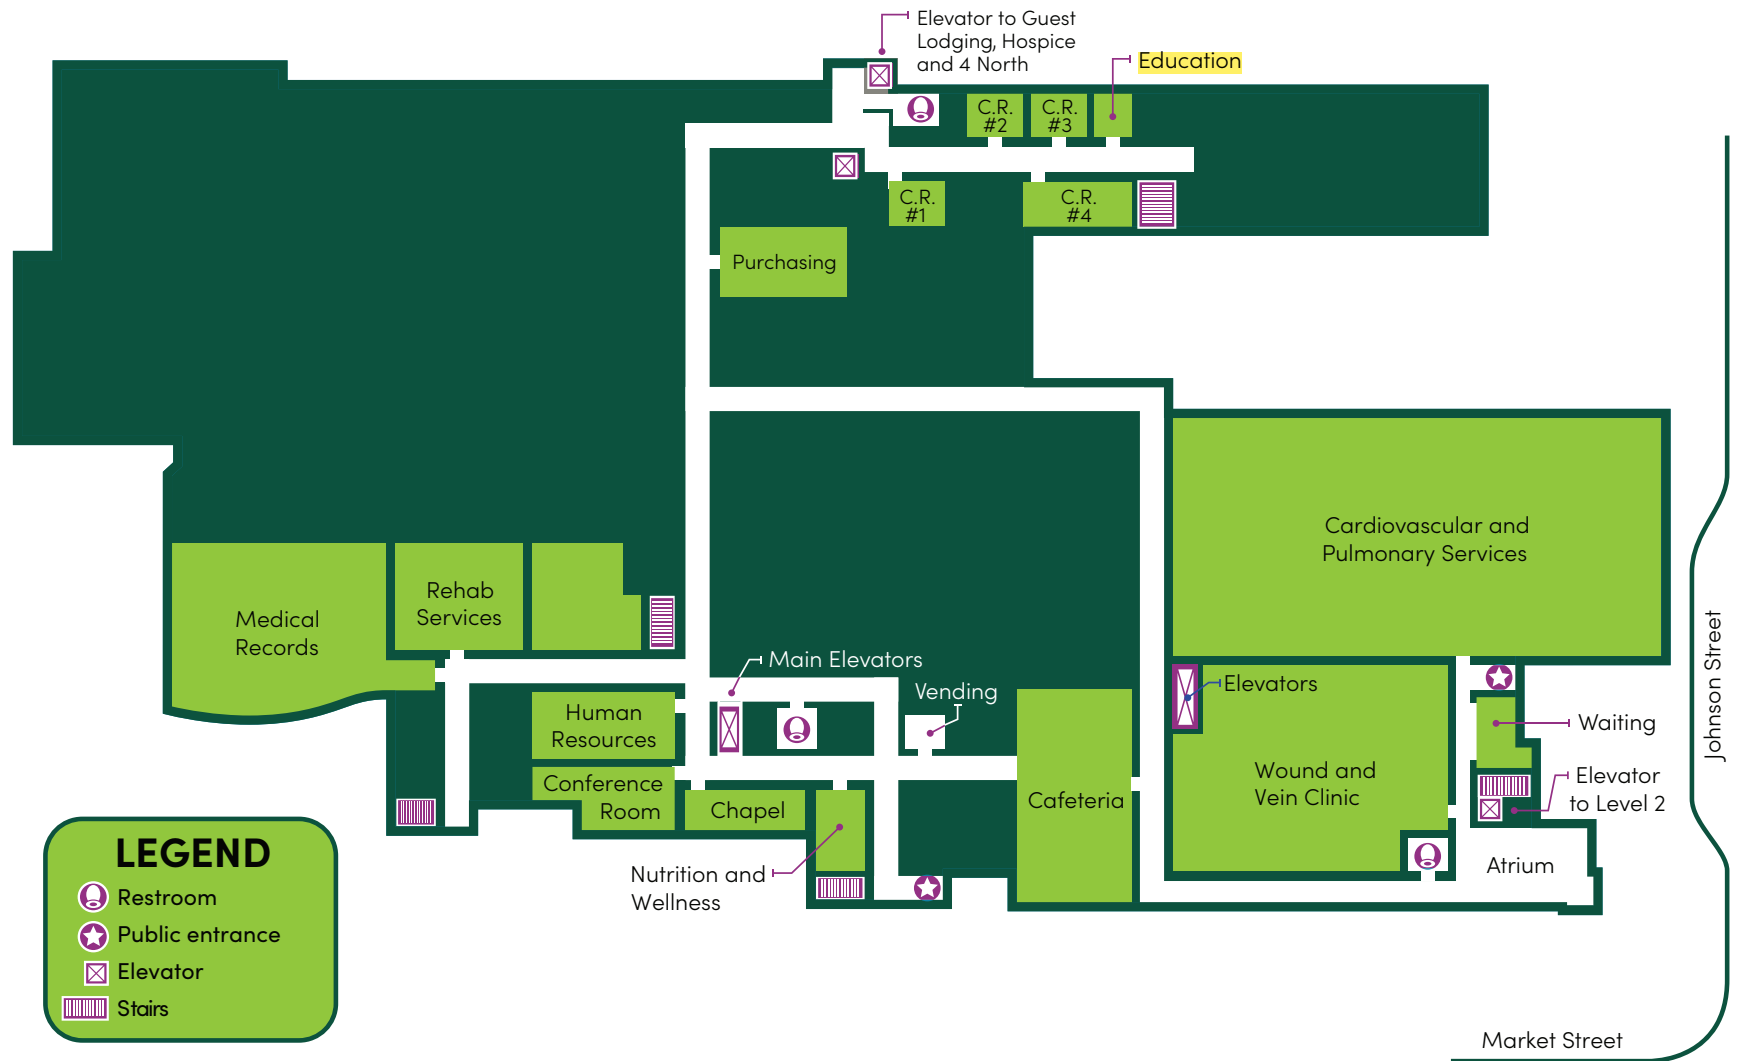 Elevator to Guest
Lodging, Hospice
and 4 North
Education
C.R.
#2
C.R.
#3
C.R.
#1
C.R.
#4
Purchasing
Cardiovascular and
Pulmonary Services
Rehab
Services
Medical
Records
Main Elevators
Vending
Elevators
Human
Resources
Waiting
Conference
Room
Chapel
Cafeteria
Wound and
Vein Clinic
Elevator
to Level 2
Atrium
Nutrition and
Wellness
Johnson Street
Market Street
LEGEND
Restroom
Public entrance
Elevator
Stairs